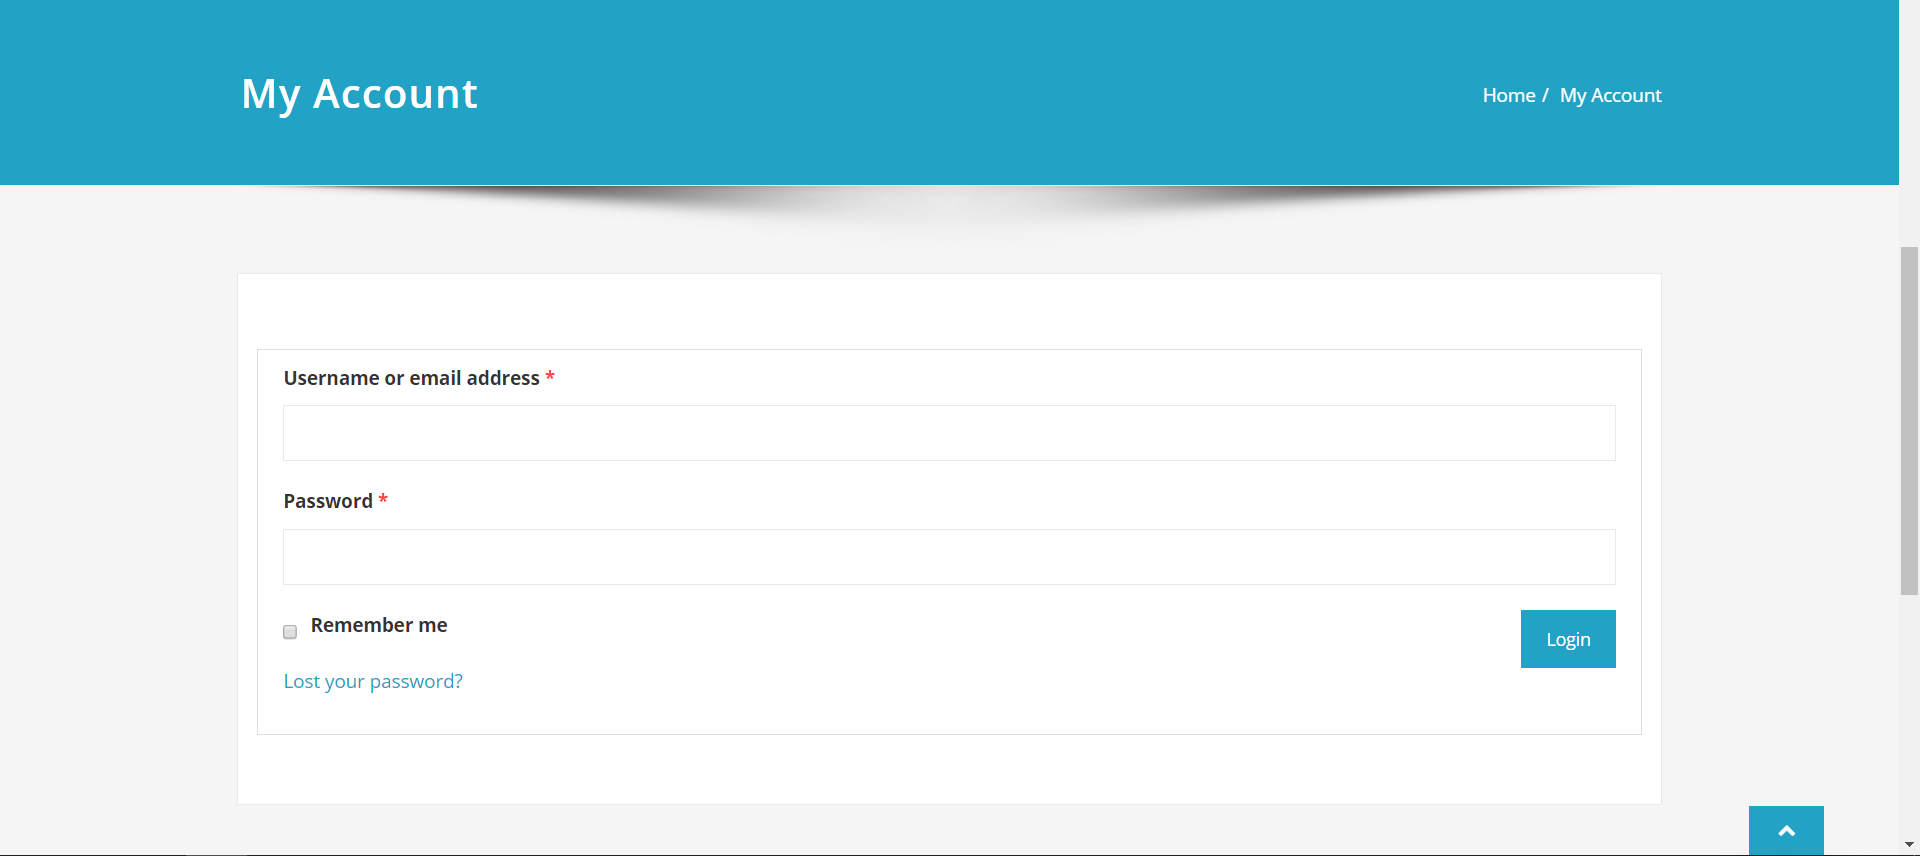 My Account
Home / My Account
Username or email address *
Password *
Remember me
Login
Lost your password?